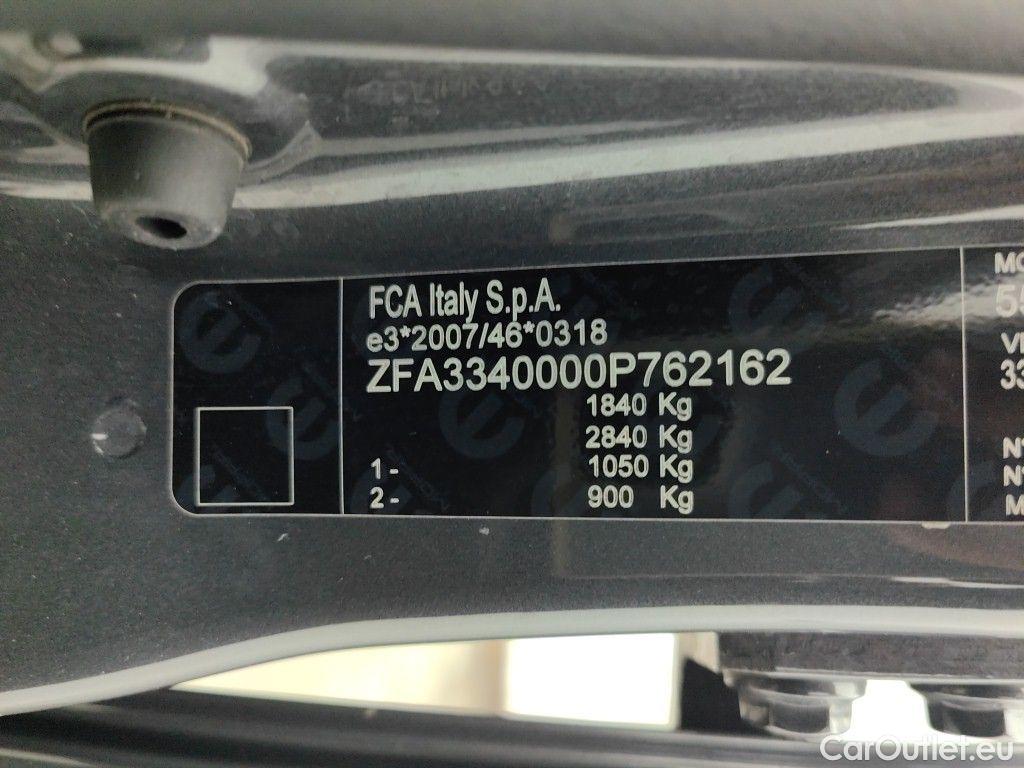 FCA Italy S.p.A.
e3*2007/46*0318
ZFA3340000P762162
1840 Kg
2840 Kg
1- 1050 Kg
2- 900 Kg
CarOutlet.eu